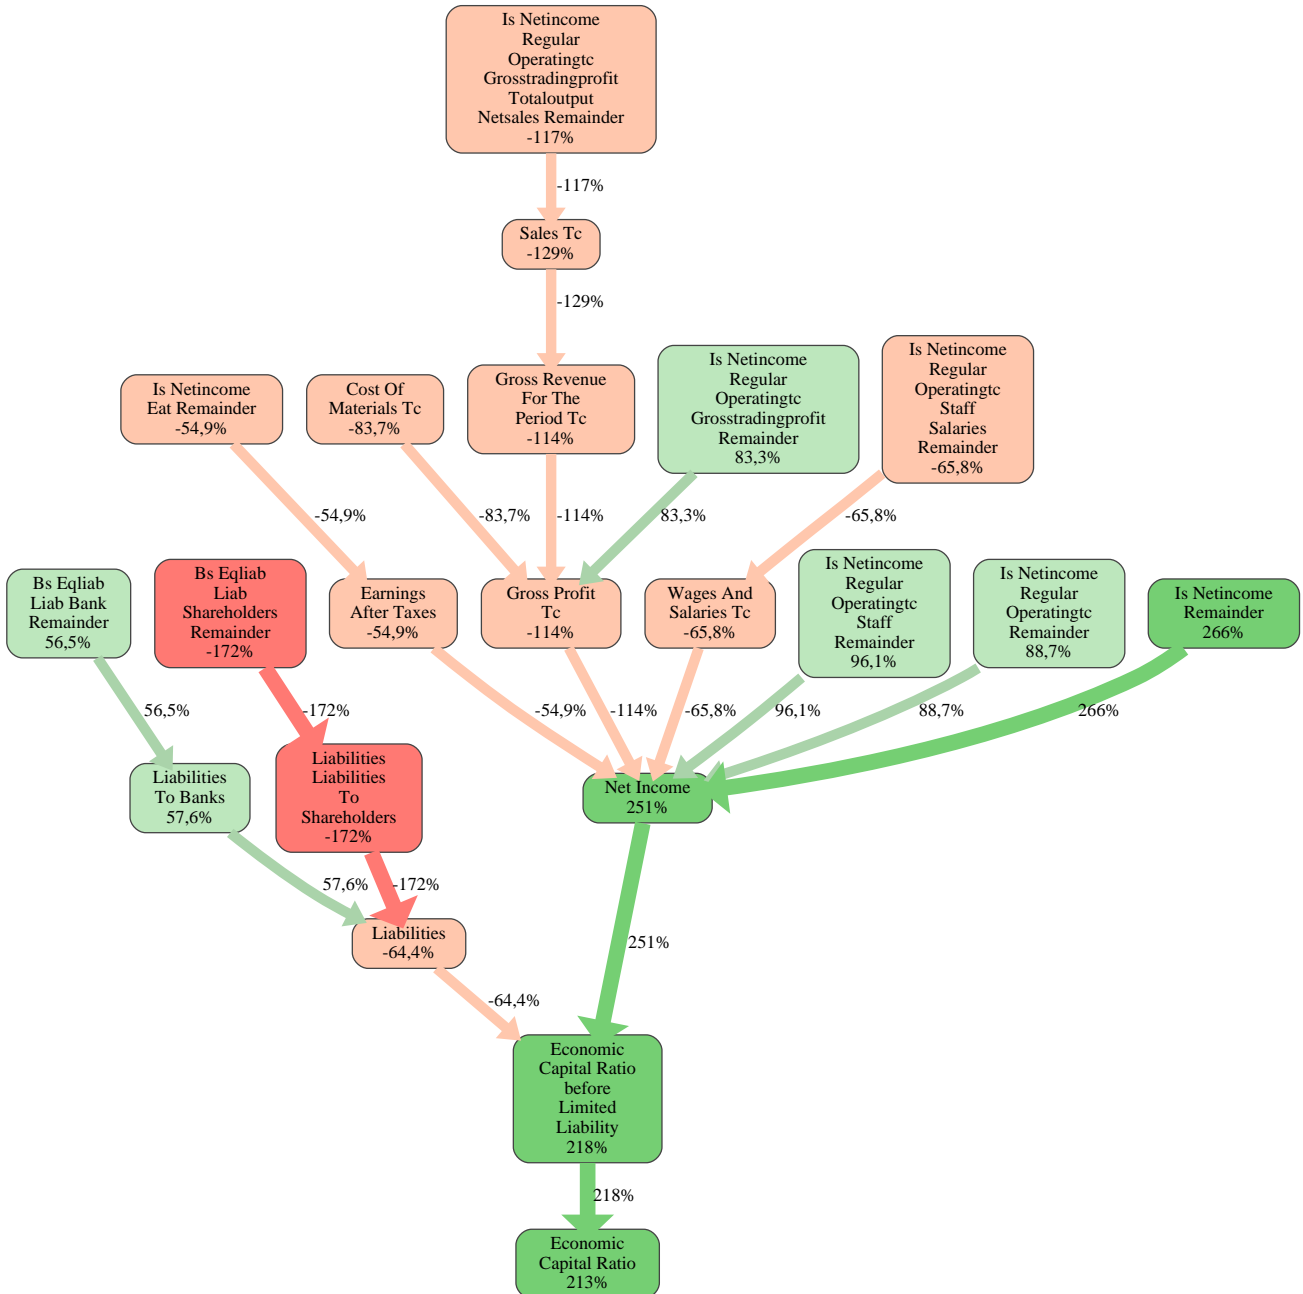 Is Netincome
Regular
Operatingtc
Grosstradingprofit
Totaloutput
Netsales Remainder
-117%
-117%
Sales Tc
-129%
-129%
Is Netincome
Eat Remainder
-54,9%
Cost Of
Materials Tc
-83,7%
Gross Revenue
For The
Period Tc
-114%
Is Netincome
Regular
Operatingtc
Grosstradingprofit
Remainder
83,3%
Is Netincome
Regular
Operatingtc
Staff
Salaries
Remainder
-65,8%
-54,9%
-83,7%
-114%
83,3%
-65,8%
Bs Eqliab
Liab Bank
Remainder
56,5%
Bs Eqliab
Liab
Shareholders
Remainder
-172%
Earnings
After Taxes
-54,9%
Gross Profit
Tc
-114%
Wages And
Salaries Tc
-65,8%
Is Netincome
Regular
Operatingtc
Staff
Remainder
96,1%
Is Netincome
Regular
Operatingtc
Remainder
88,7%
Is Netincome
Remainder
266%
56,5%
-172%
-54,9%
-114%
-65,8%
96,1%
88,7%
266%
Liabilities
To Banks
57,6%
Liabilities
Liabilities
To
Shareholders
-172%
Net Income
251%
57,6%
-172%
Liabilities
-64,4%
251%
-64,4%
Economic
Capital Ratio
before
Limited
Liability
218%
218%
Economic
Capital Ratio
213%